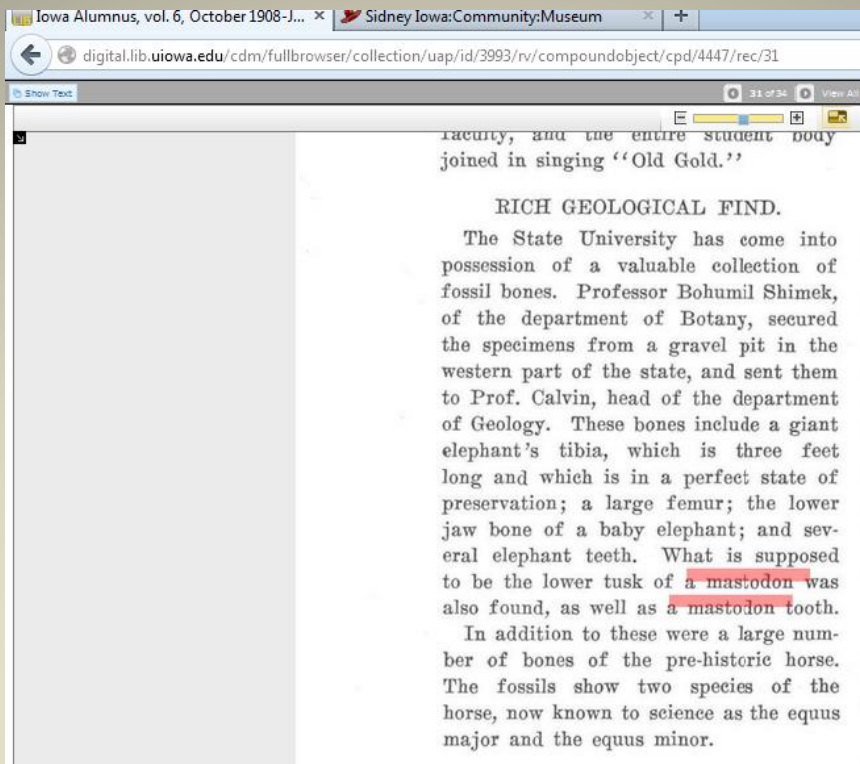 Iowa Alumnus, vol. 6, October 1908-J... × Sidney Iowa:Community:Museum × +
digital.lib.uiowa.edu/cdm/fullbrowser/collection/uap/id/3993/rv/compoundobject/cpd/4447/rec/31
Show Text 31 of 34 View All
faculty, and the entire student body
joined in singing ‘‘Old Gold.’’
RICH GEOLOGICAL FIND.
The State University has come into
possession of a valuable collection of
fossil bones. Professor Bohumil Shimek,
of the department of Botany, secured
the specimens from a gravel pit in the
western part of the state, and sent them
to Prof. Calvin, head of the department
of Geology. These bones include a giant
elephant's tibia, which is three feet
long and which is in a perfect state of
preservation; a large femur; the lower
jaw bone of a baby elephant; and sev-
eral elephant teeth. What is supposed
to be the lower tusk of a mastodon was
also found, as well as a mastodon tooth.
In addition to these were a large num-
ber of bones of the pre-historic horse.
The fossils show two species of the
horse, now known to science as the equus
major and the equus minor.